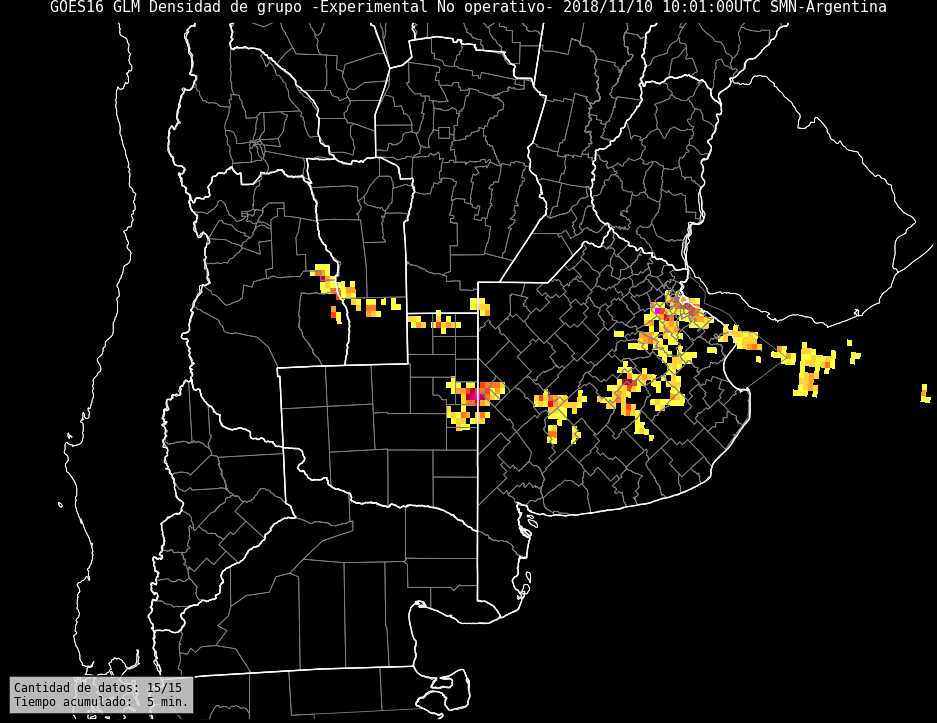 GOES16 GLM Densidad de grupo -Experimental No operativo- 2018/11/10 10:01:00UTC SMN-Argentina
Cantidad de datos: 15/15
Tiempo acumulado:  5 min.